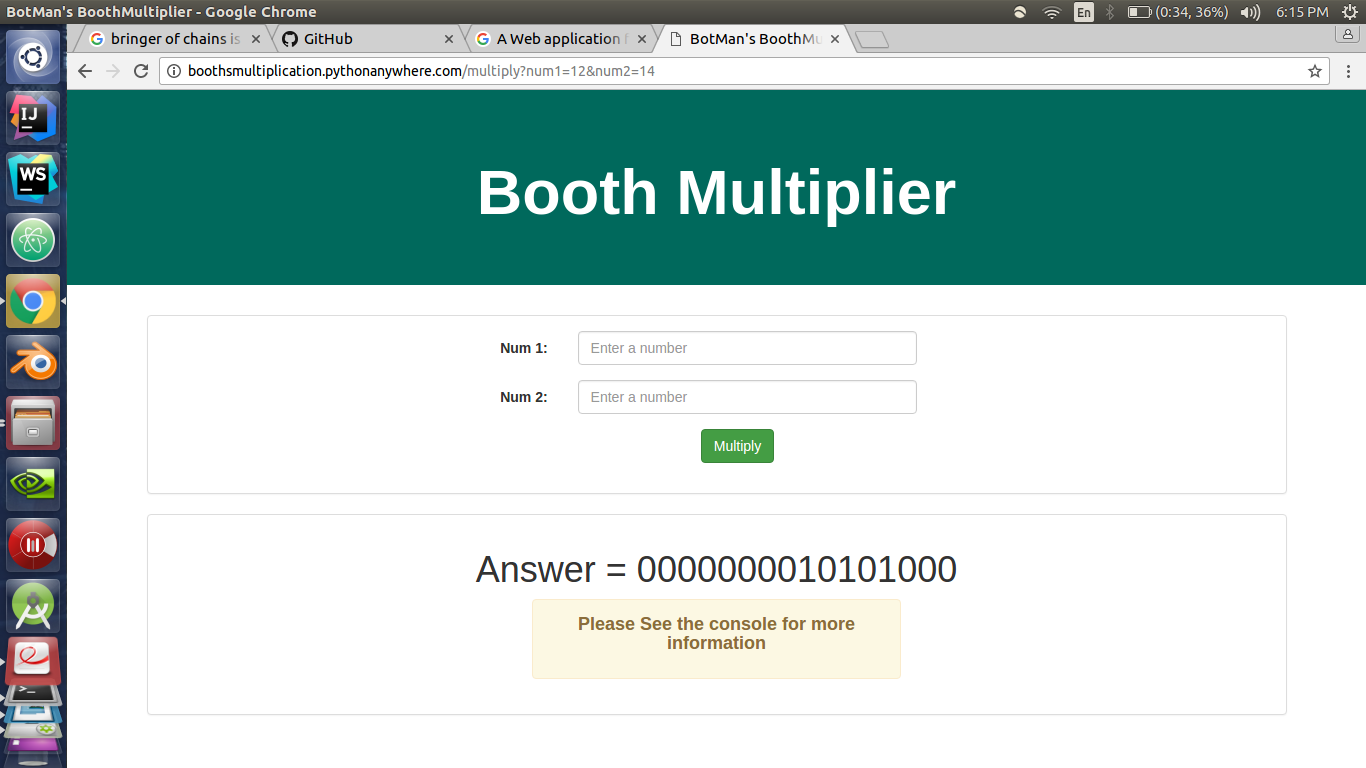 BotMan's BoothMultiplier - Google Chrome
En
(0:34, 36%)
6:15 PM
bringer of chains is
GitHub
A Web application f
BotMan's BoothMu
boothsmultiplication.pythonanywhere.com/multiply?num1=12&num2=14
IJ
WS
Booth Multiplier
Num 1:
Enter a number
Num 2:
Enter a number
Multiply
Answer = 0000000010101000
Please See the console for more
information